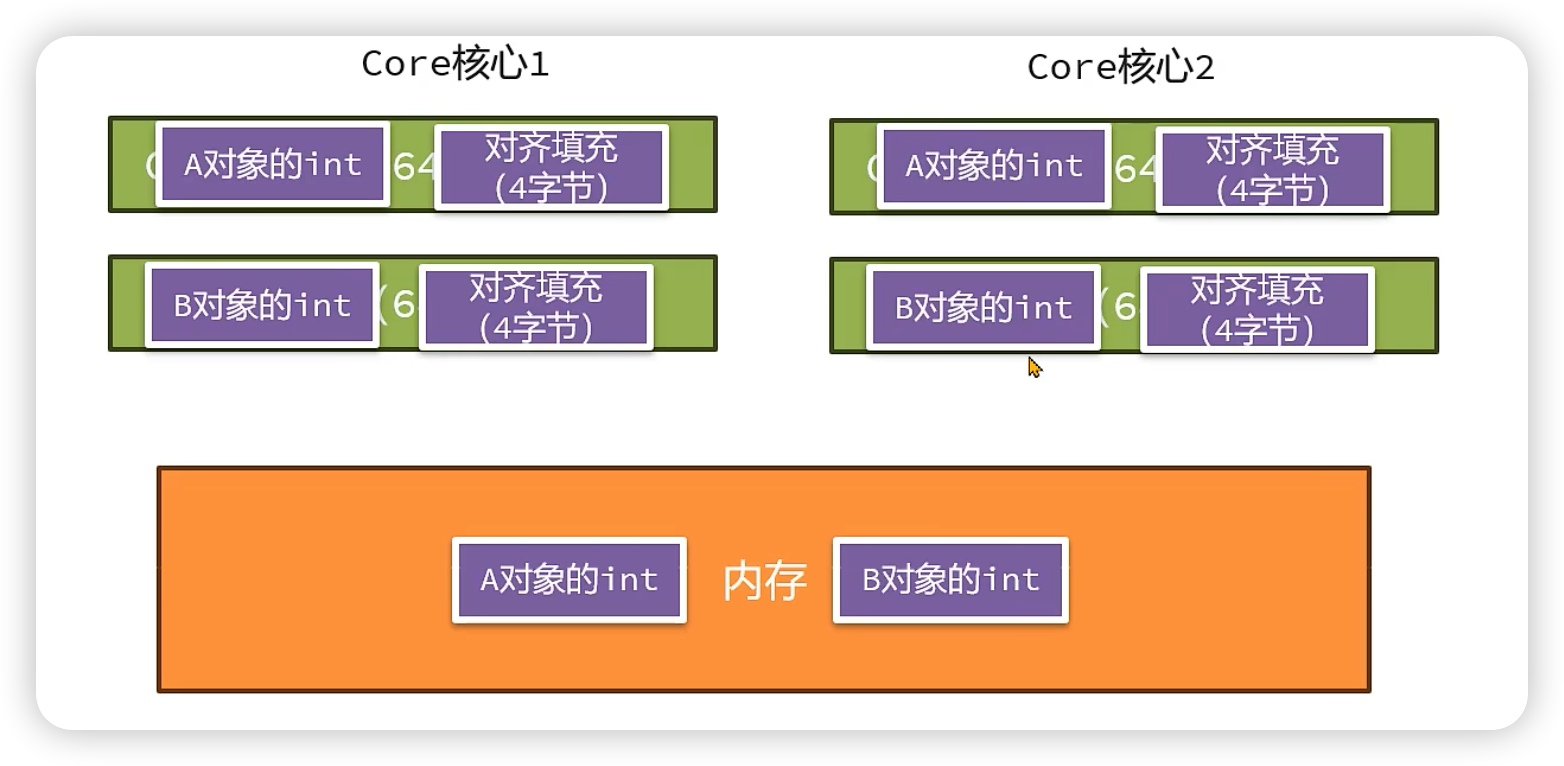 Core核心1
Core核心2
A对象的int
64
对齐填充
(4字节)
A对象的int
64
对齐填充
(4字节)
B对象的int
(6
对齐填充
(4字节)
B对象的int
(6
对齐填充
(4字节)
A对象的int
内存
B对象的int